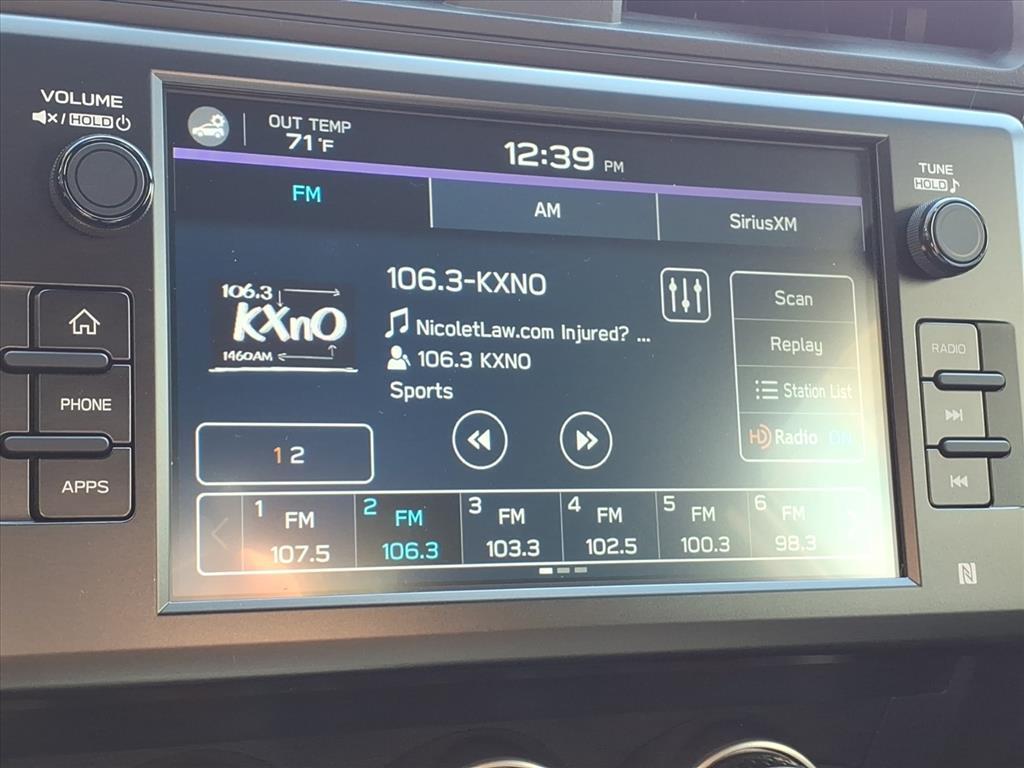 VOLUME
/ HOLD
OUT TEMP
71°F
12:39 PM
TUNE
HOLD
FM
AM
SiriusXM
106.3
KXnO
1460AM
106.3-KXNO
NicoletLaw.com Injured? ...
106.3 KXNO
Sports
Scan
Replay
Station List
HD Radio ON
RADIO
PHONE
APPS
1 2
1 FM 107.5
2 FM 106.3
3 FM 103.3
4 FM 102.5
5 FM 100.3
6 FM 98.3
N